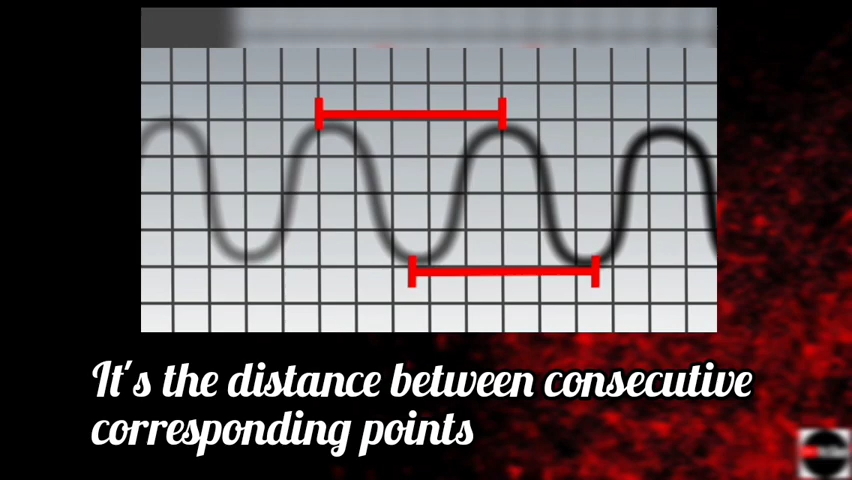 It's the distance between consecutive
corresponding points